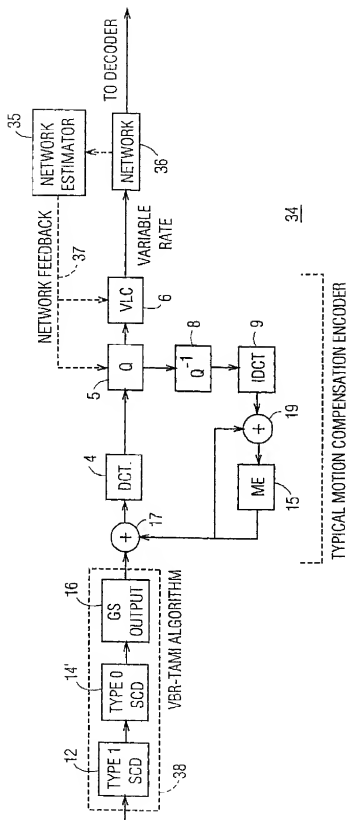 35
NETWORK
ESTIMATOR
TO DECODER
NETWORK FEEDBACK
37
NETWORK
36
VARIABLE
RATE
VLC
6
Q
5
34
4
DCT.
Q-1
8
IDCT
9
+
19
ME
15
+
17
16
GS
OUTPUT
14'
TYPE 0
SCD
12
TYPE 1
SCD
38
VBR-TAMI ALGORITHM
TYPICAL MOTION COMPENSATION ENCODER